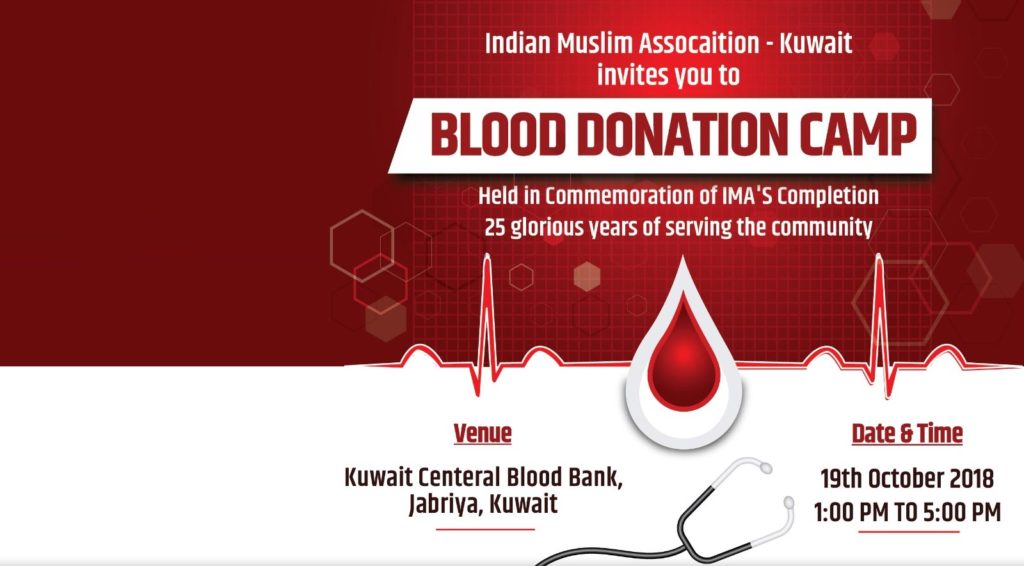 Indian Muslim Assocaition - Kuwait
invites you to
BLOOD DONATION CAMP
Held in Commemoration of IMA'S Completion
25 glorious years of serving the community
Venue
Kuwait Centeral Blood Bank,
Jabriya, Kuwait
Date & Time
19th October 2018
1:00 PM TO 5:00 PM